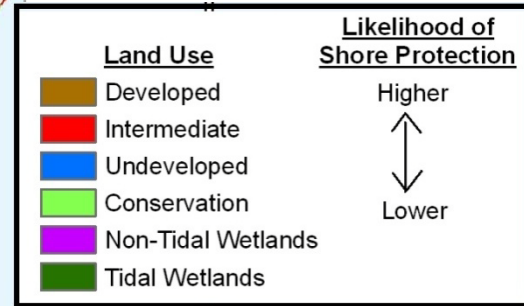 Likelihood of
Land Use
Shore Protection
Developed
Higher
Intermediate
Undeveloped
Conservation
Lower
Non-Tidal Wetlands
Tidal Wetlands